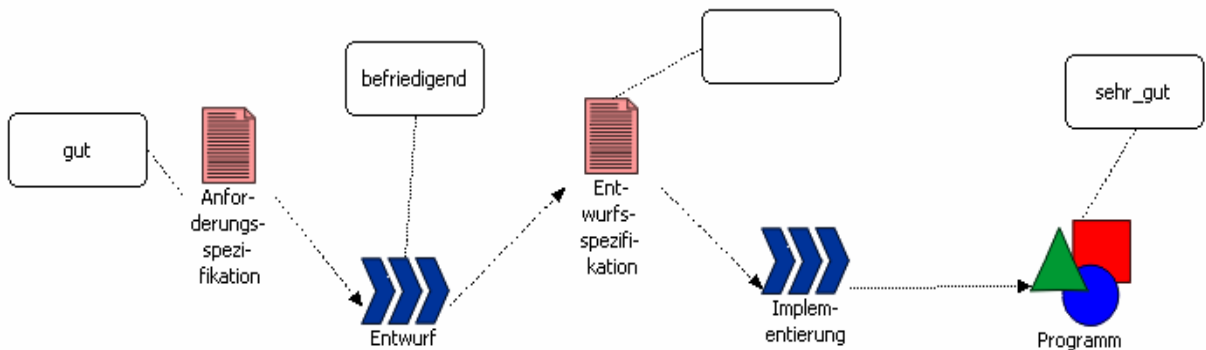 gut
Anfor-
derungs-
spezi-
fikation
befriedigend
Entwurf
Ent-
wurfs-
spezifi-
kation
Implem-
entierung
sehr_gut
Programm